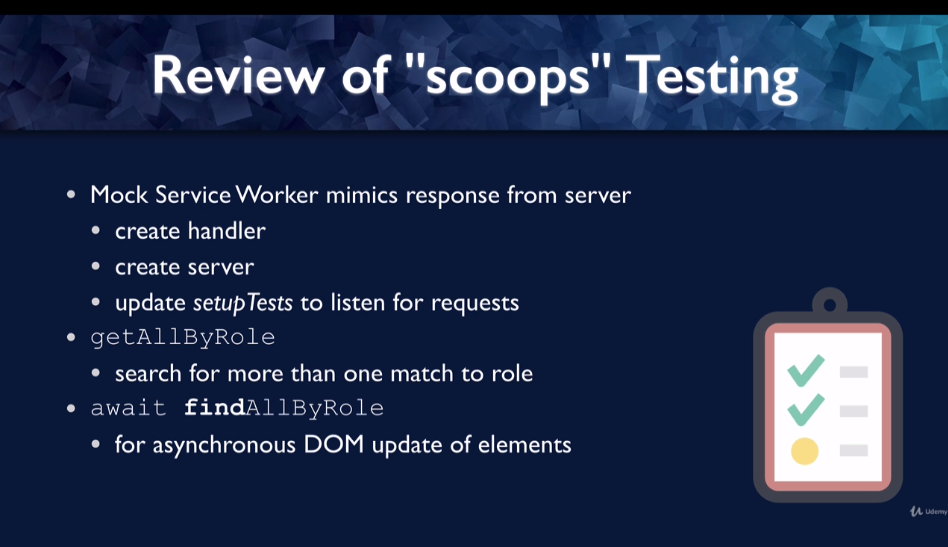 Review of "scoops" Testing
• Mock Service Worker mimics response from server
• create handler
• create server
• update setupTests to listen for requests
• getAllByRole
• search for more than one match to role
• await findAllByRole
• for asynchronous DOM update of elements
Udemy